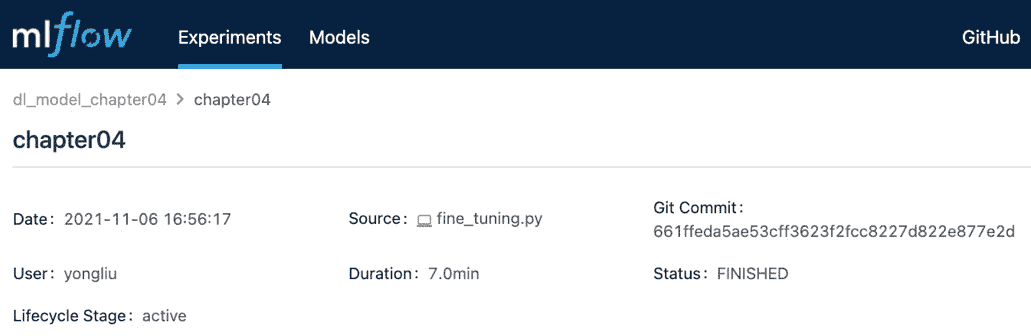 mlflow Experiments Models GitHub
dl_model_chapter04 > chapter04
chapter04
Date: 2021-11-06 16:56:17 Source: fine_tuning.py Git Commit:
661ffeda5ae53cff3623f2fcc8227d822e877e2d
User: yongliu Duration: 7.0min Status: FINISHED
Lifecycle Stage: active